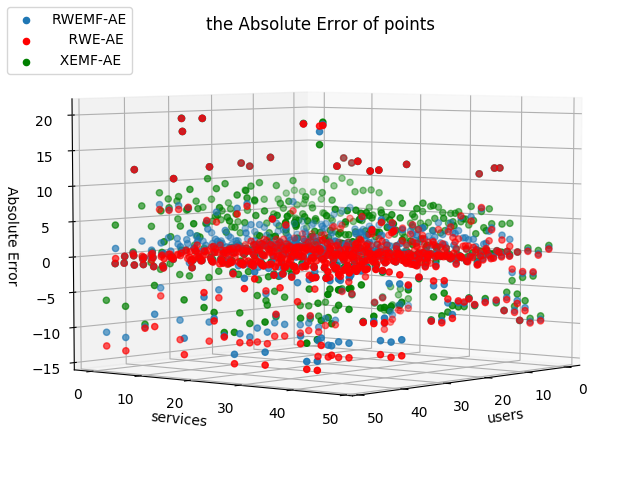 the Absolute Error of points
RWEMF-AE
RWE-AE
XEMF-AE
Absolute Error
20
15
10
5
0
−5
−10
−15
0
10
20
30
40
50
services
50
40
30
20
10
0
users